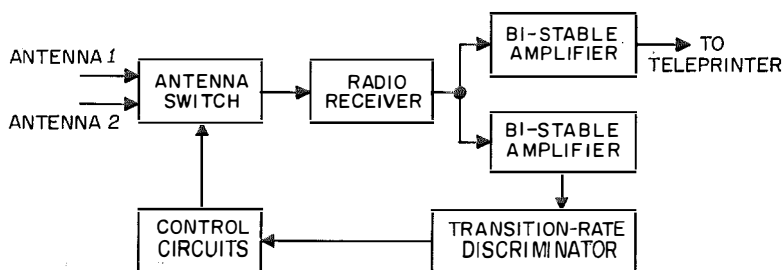 ANTENNA 1
ANTENNA 2
ANTENNA
SWITCH
RADIO
RECEIVER
BI-STABLE
AMPLIFIER
TO
TELEPRINTER
BI-STABLE
AMPLIFIER
CONTROL
CIRCUITS
TRANSITION-RATE
DISCRIMINATOR